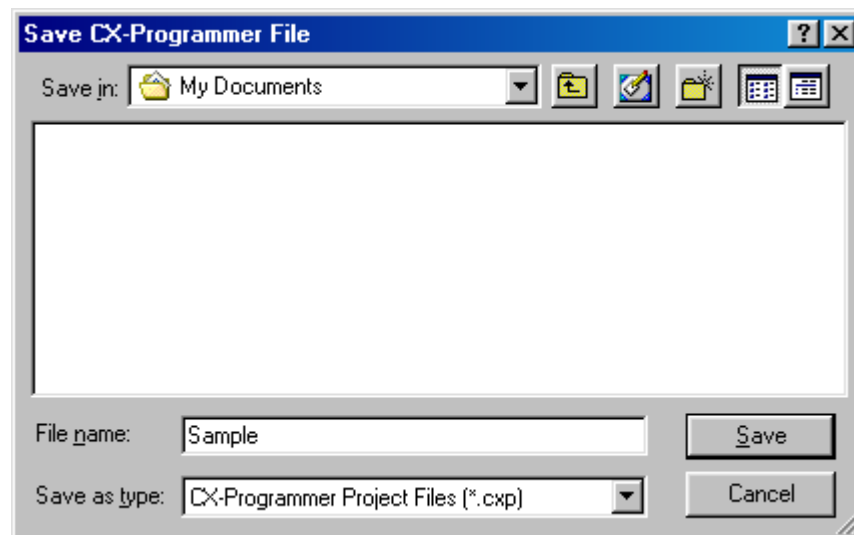 Save CX-Programmer File
Save in: My Documents
File name: Sample Save
Save as type: CX-Programmer Project Files (*.cxp) Cancel